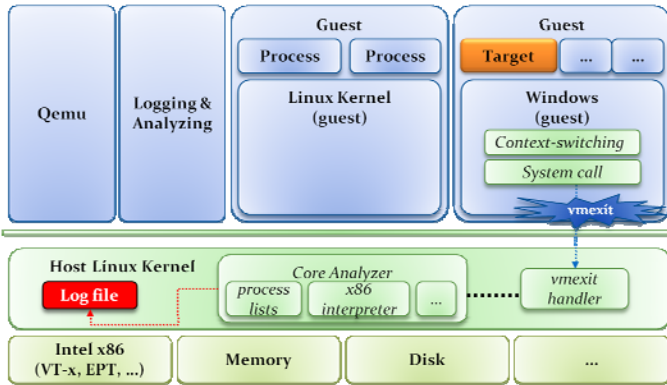 Qemu
Logging &
Analyzing
Guest
Process
Process
Linux Kernel
(guest)
Guest
Target
...
...
Windows
(guest)
Context-switching
System call
vmexit
Host Linux Kernel
Log file
Core Analyzer
process
lists
x86
interpreter
...
vmexit
handler
Intel x86
(VT-x, EPT, ...)
Memory
Disk
...